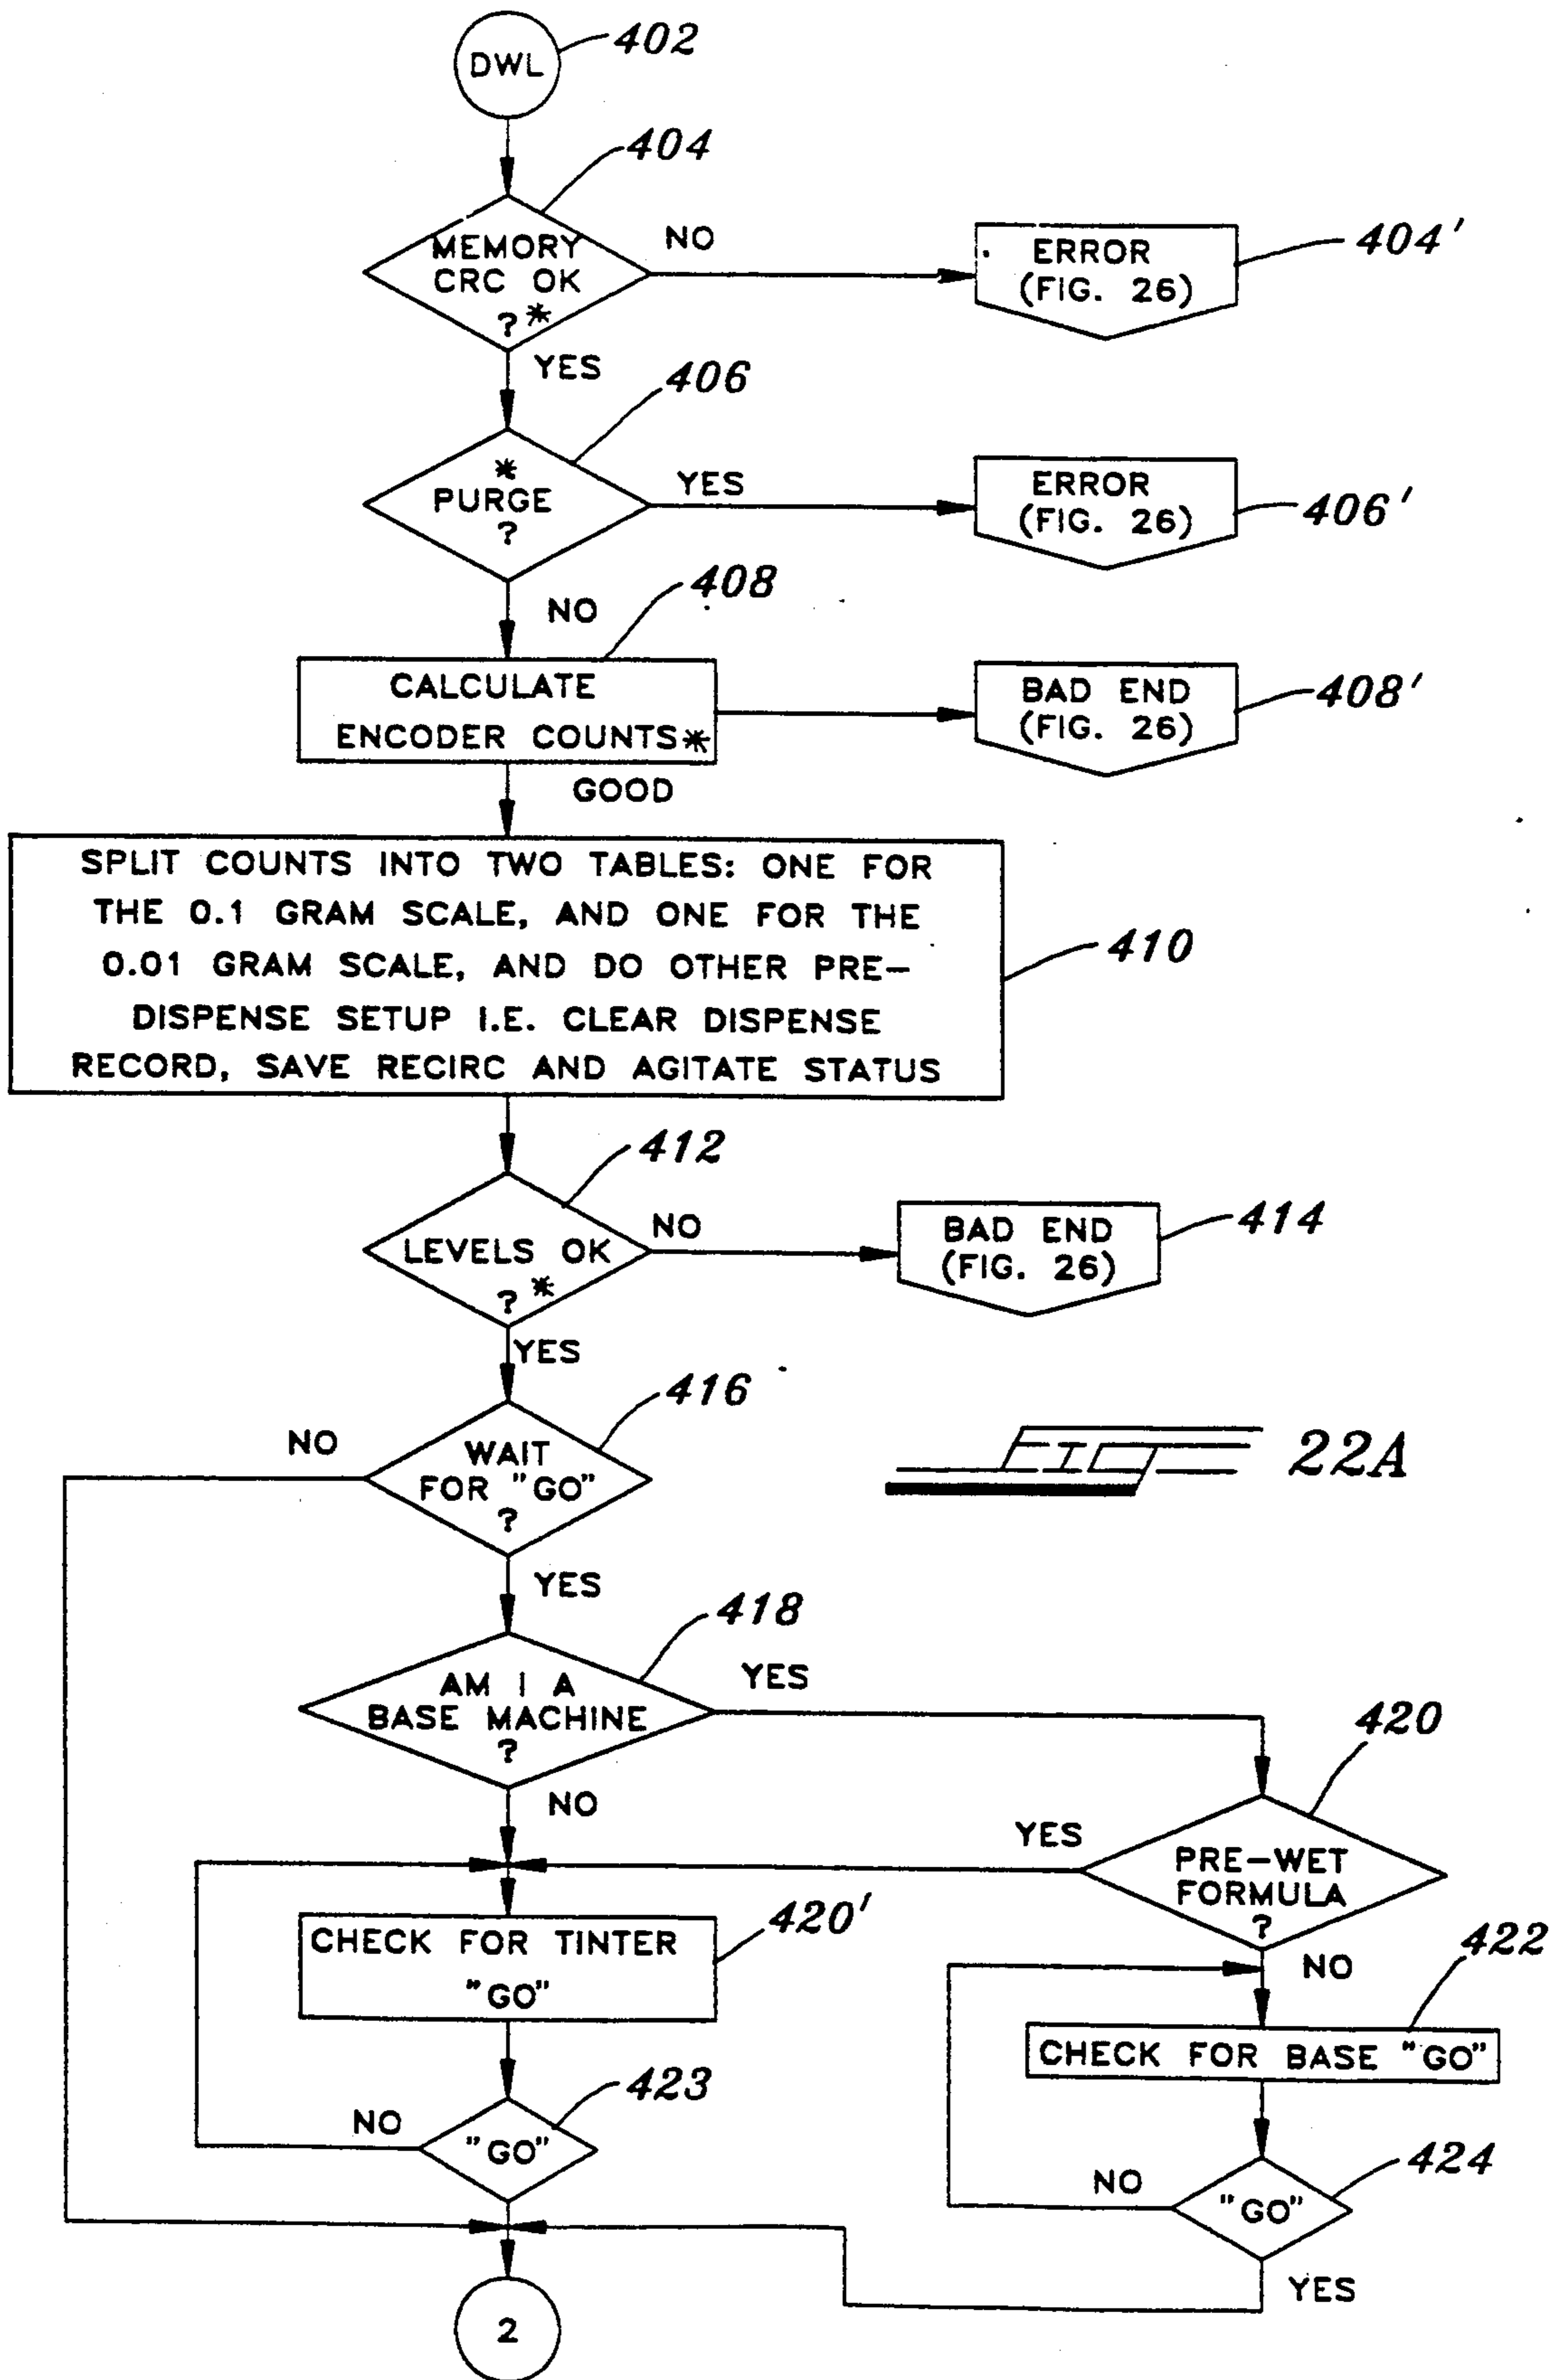 DWL
402
404
MEMORY
CRC OK
?*
NO
ERROR
(FIG. 26)
404'
YES
406
*
PURGE
?
YES
ERROR
(FIG. 26)
406'
NO
408
CALCULATE
ENCODER COUNTS*
BAD END
(FIG. 26)
408'
GOOD
SPLIT COUNTS INTO TWO TABLES: ONE FOR
THE 0.1 GRAM SCALE, AND ONE FOR THE
0.01 GRAM SCALE, AND DO OTHER PRE-
DISPENSE SETUP I.E. CLEAR DISPENSE
RECORD, SAVE RECIRC AND AGITATE STATUS
410
412
LEVELS OK
?*
NO
BAD END
(FIG. 26)
414
YES
416
NO
WAIT
FOR "GO"
?
FIG 22A
YES
418
AM I A
BASE MACHINE
?
YES
NO
420
YES
PRE-WET
FORMULA
?
CHECK FOR TINTER
"GO"
420'
NO
422
CHECK FOR BASE "GO"
423
NO
"GO"
424
NO
"GO"
YES
2